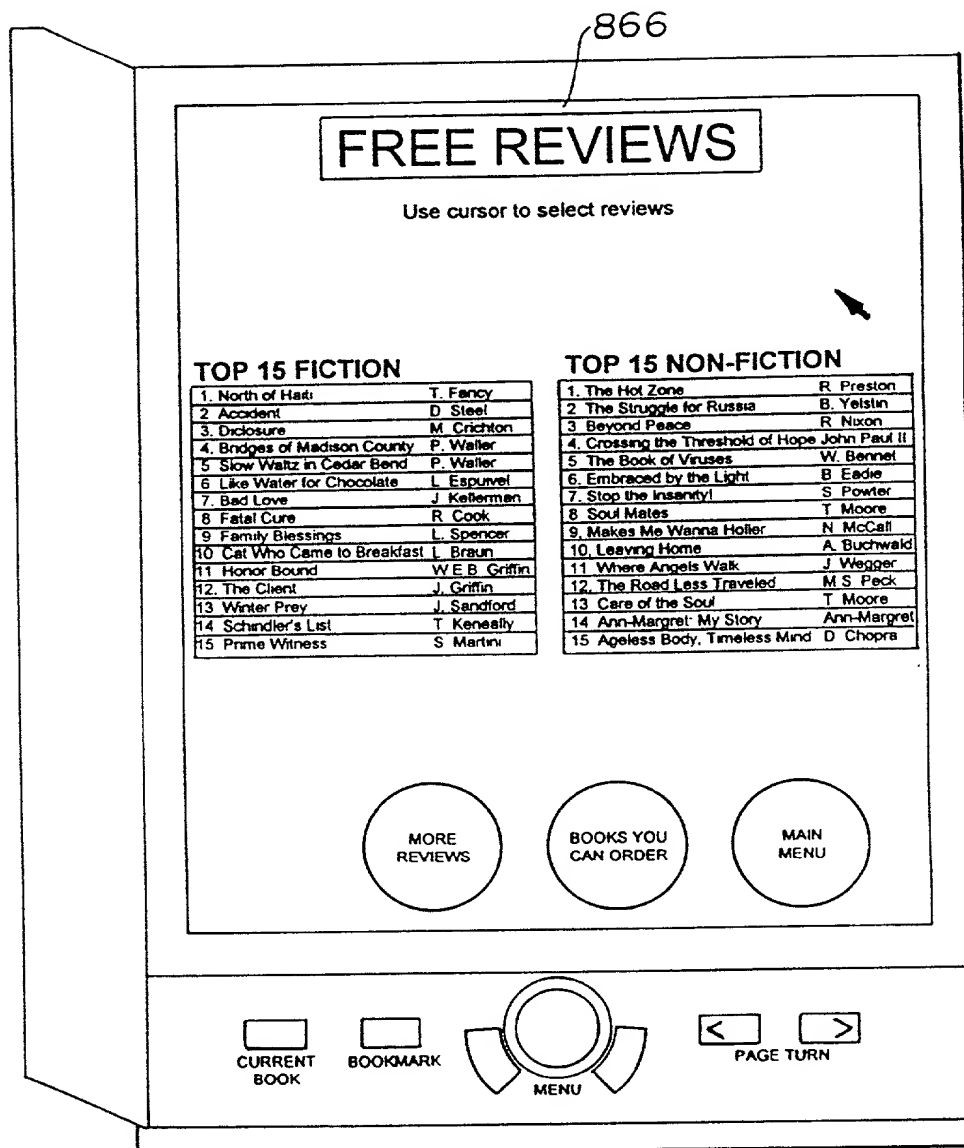 866
FREE REVIEWS
Use cursor to select reviews
TOP 15 FICTION
1. North of Haiti T. Fancy
2 Accident D Steel
3. Diclosure M Crichton
4. Bridges of Madison County P. Waller
5 Slow Waltz in Cedar Bend P. Waller
6 Like Water for Chocolate L Espurvel
7. Bad Love J Kellerman
8 Fatal Cure R Cook
9 Family Blessings L. Spencer
10 Cat Who Came to Breakfast L Braun
11 Honor Bound W E B Griffin
12. The Client J. Griffin
13 Winter Prey J. Sandford
14 Schindler's List T Keneally
15 Prime Witness S Martini
TOP 15 NON-FICTION
1. The Hot Zone R Preston
2 The Struggle for Russia B. Yelstin
3 Beyond Peace R Nixon
4. Crossing the Threshold of Hope John Paul II
5 The Book of Viruses W. Bennet
6. Embraced by the Light B Eadie
7. Stop the Insanity! S Powter
8 Soul Mates T Moore
9, Makes Me Wanna Holler N McCall
10, Leaving Home A. Buchwald
11 Where Angels Walk J Wegger
12. The Road Less Traveled M S Peck
13 Care of the Soul T Moore
14 Ann-Margret: My Story Ann-Margret
15 Ageless Body, Timeless Mind D Chopra
MORE
REVIEWS
BOOKS YOU
CAN ORDER
MAIN
MENU
CURRENT
BOOK
BOOKMARK
MENU
< >
PAGE TURN